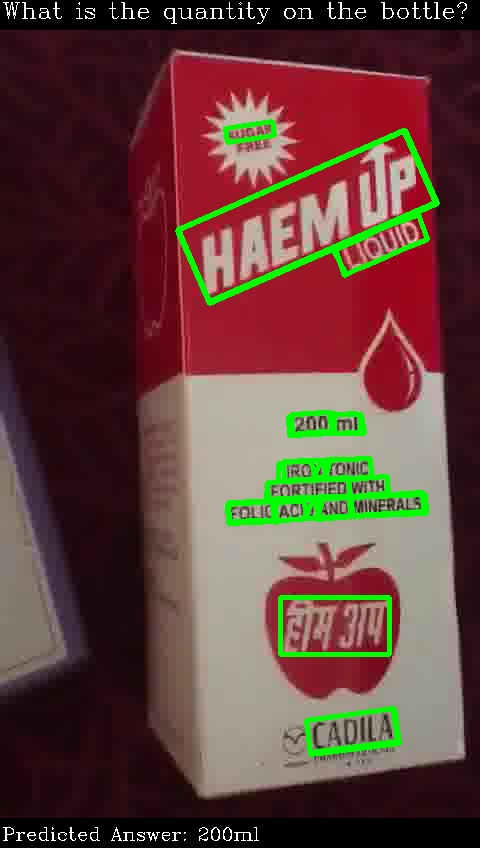 What is the quantity on the bottle?
SUGAR
FREE
HAEM UP
LIQUID
200 ml
IRON TONIC
FORTIFIED WITH
FOLIC ACID AND MINERALS
हीम अप
CADILA
Predicted Answer: 200ml